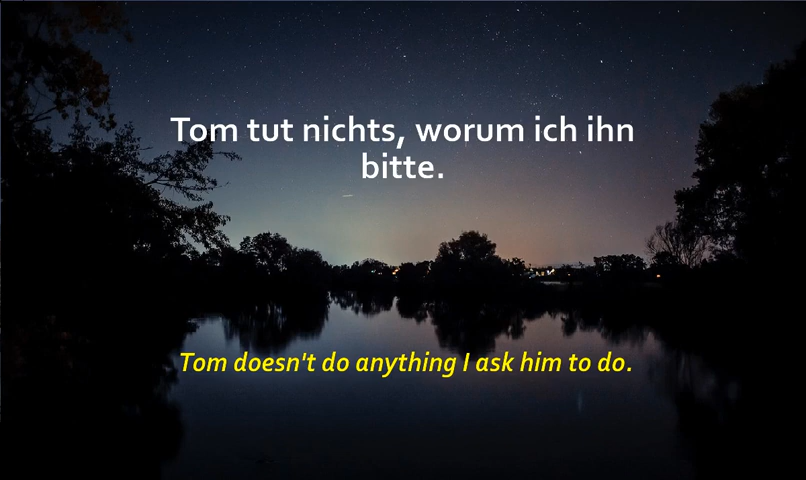 Tom tut nichts, worum ich ihn
bitte.
Tom doesn't do anything I ask him to do.